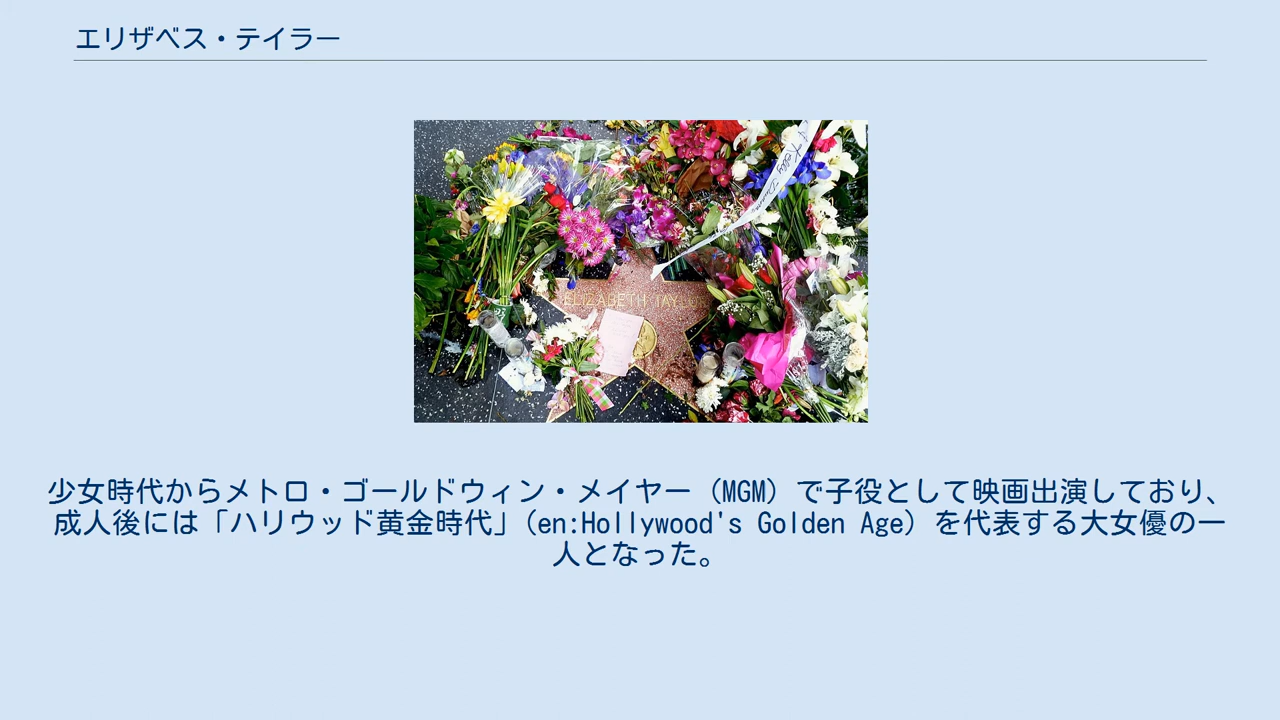 エリザベス・テイラー
ELIZABETH TAYLOR
少女時代からメトロ・ゴールドウィン・メイヤー（MGM）で子役として映画出演しており、
成人後には「ハリウッド黄金時代」（en:Hollywood's Golden Age）を代表する大女優の一
人となった。